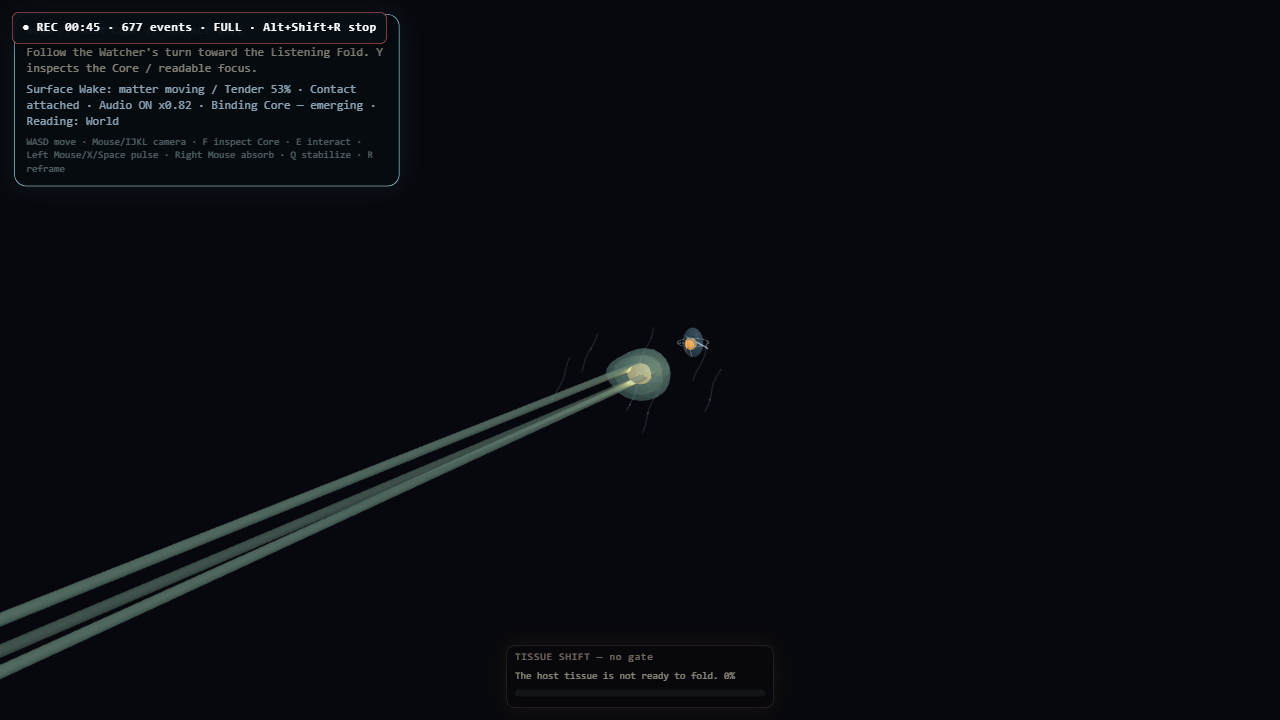 ● REC 00:45 · 677 events · FULL · Alt+Shift+R stop
Follow the Watcher's turn toward the Listening Fold. Y
inspects the Core / readable focus.
Surface Wake: matter moving / Tender 53% · Contact
attached · Audio ON x0.82 · Binding Core — emerging ·
Reading: World
WASD move · Mouse/IJKL camera · F inspect Core · E interact ·
Left Mouse/X/Space pulse · Right Mouse absorb · Q stabilize · R
reframe
TISSUE SHIFT — no gate
The host tissue is not ready to fold. 0%